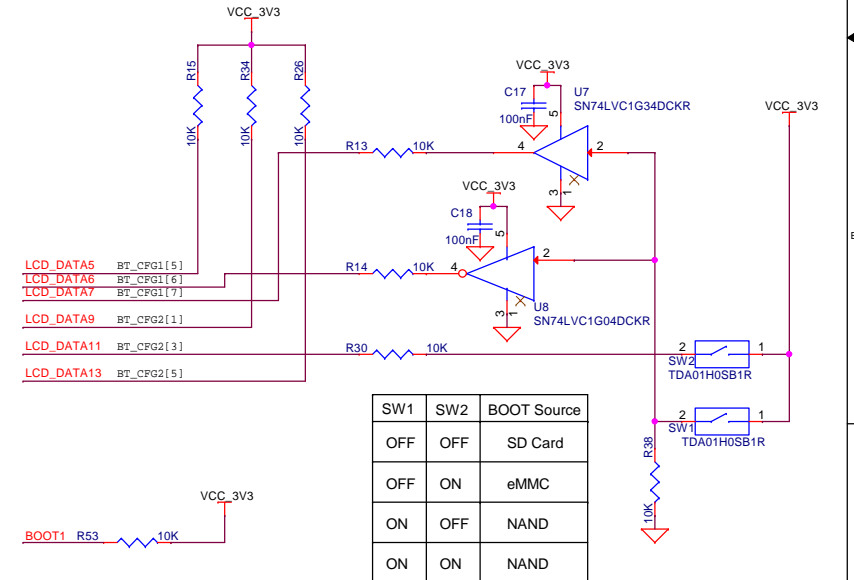 VCC_3V3
R15
R34
R26
10K
10K
10K
VCC_3V3
C17
100nF
U7
SN74LVC1G34DCKR
5
4
2
3
1
VCC_3V3
R13
10K
VCC_3V3
C18
100nF
5
4
2
3
1
U8
SN74LVC1G04DCKR
R14
10K
LCD_DATA5 BT_CFG1[5]
LCD_DATA6 BT_CFG1[6]
LCD_DATA7 BT_CFG1[7]
LCD_DATA9 BT_CFG2[1]
LCD_DATA11 BT_CFG2[3]
LCD_DATA13 BT_CFG2[5]
R30
10K
2
1
SW2
TDA01H0SB1R
2
1
SW1
TDA01H0SB1R
R38
10K
SW1 SW2 BOOT Source
OFF OFF SD Card
OFF ON eMMC
ON OFF NAND
ON ON NAND
VCC_3V3
BOOT1 R53 10K